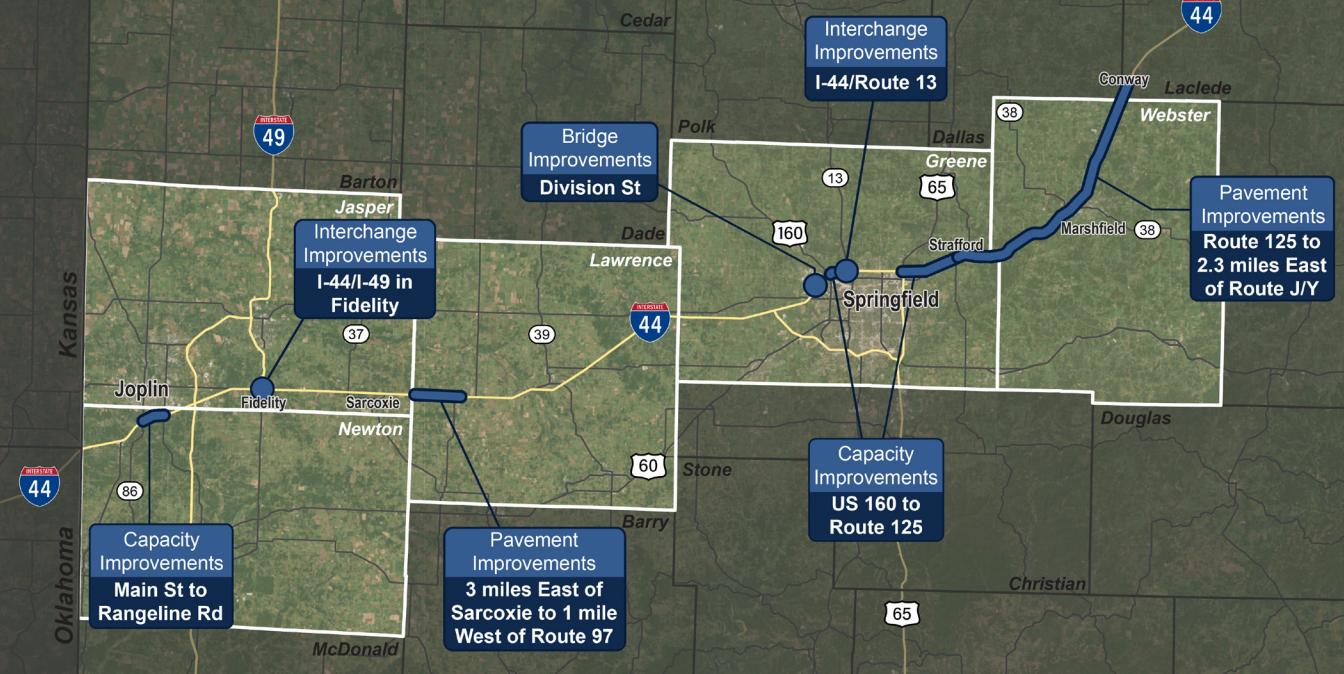 INTERSTATE
44
Cedar
Interchange
Improvements
I-44/Route 13
Conway
Laclede
Webster
38
INTERSTATE
49
Bridge
Improvements
Division St
Polk
Dallas
Greene
13
65
Barton
Jasper
Pavement
Improvements
Route 125 to
2.3 miles East
of Route J/Y
Interchange
Improvements
I-44/I-49 in
Fidelity
Dade
Lawrence
160
Strafford
Marshfield
38
Kansas
37
39
INTERSTATE
44
Springfield
Joplin
Fidelity
Sarcoxie
Newton
Douglas
INTERSTATE
44
86
60
Stone
Capacity
Improvements
US 160 to
Route 125
Barry
Oklahoma
Capacity
Improvements
Main St to
Rangeline Rd
Pavement
Improvements
3 miles East of
Sarcoxie to 1 mile
West of Route 97
Christian
65
McDonald